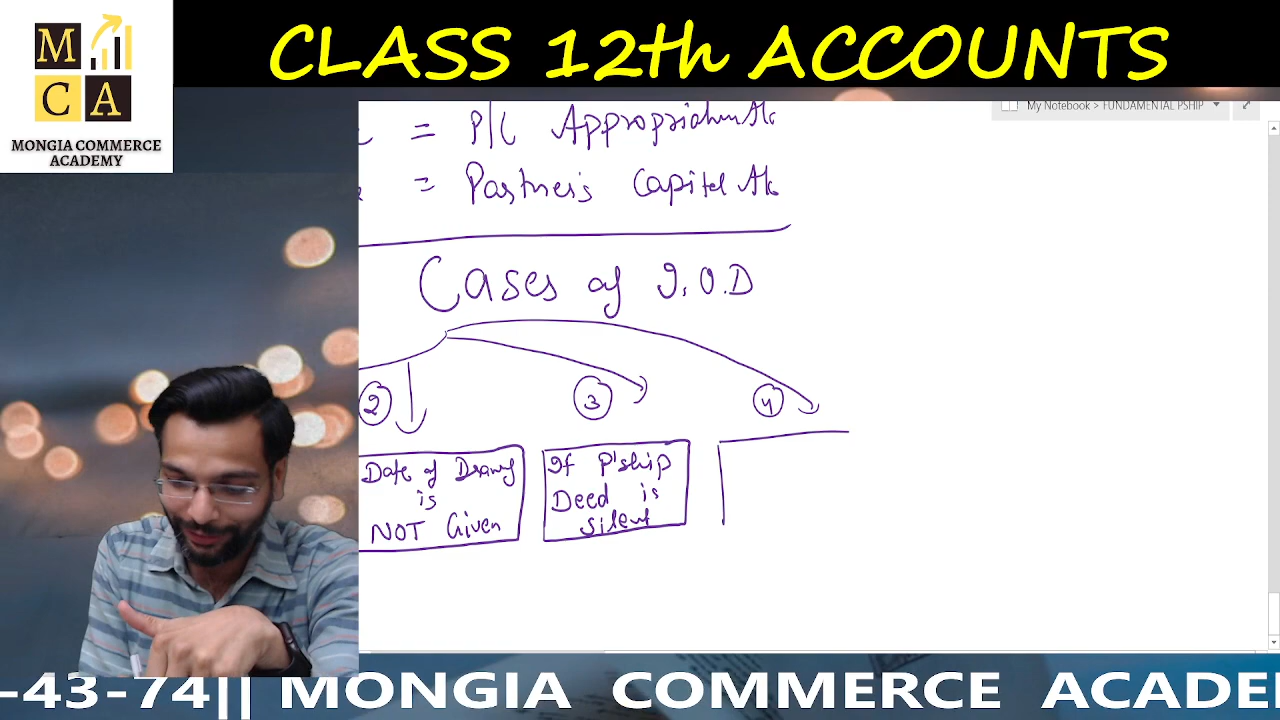 CLASS 12th ACCOUNTS
M
C A
MONGIA COMMERCE
ACADEMY
My Notebook > FUNDAMENTAL PSHIP
= P/L Appropriation A/c
= Partner's Capital A/c
Cases of I.O.D
2
3
4
Date of Drawg
is
NOT Given
If P'ship
Deed is
silent
-43-74|| MONGIA COMMERCE ACADE